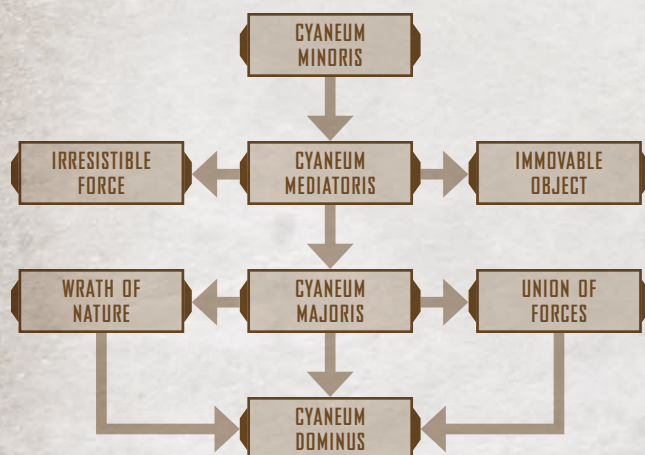 CYANEUM
MINORIS
IRRESISTIBLE
FORCE
CYANEUM
MEDIATORIS
IMMOVABLE
OBJECT
WRATH OF
NATURE
CYANEUM
MAJORIS
UNION OF
FORCES
CYANEUM
DOMINUS